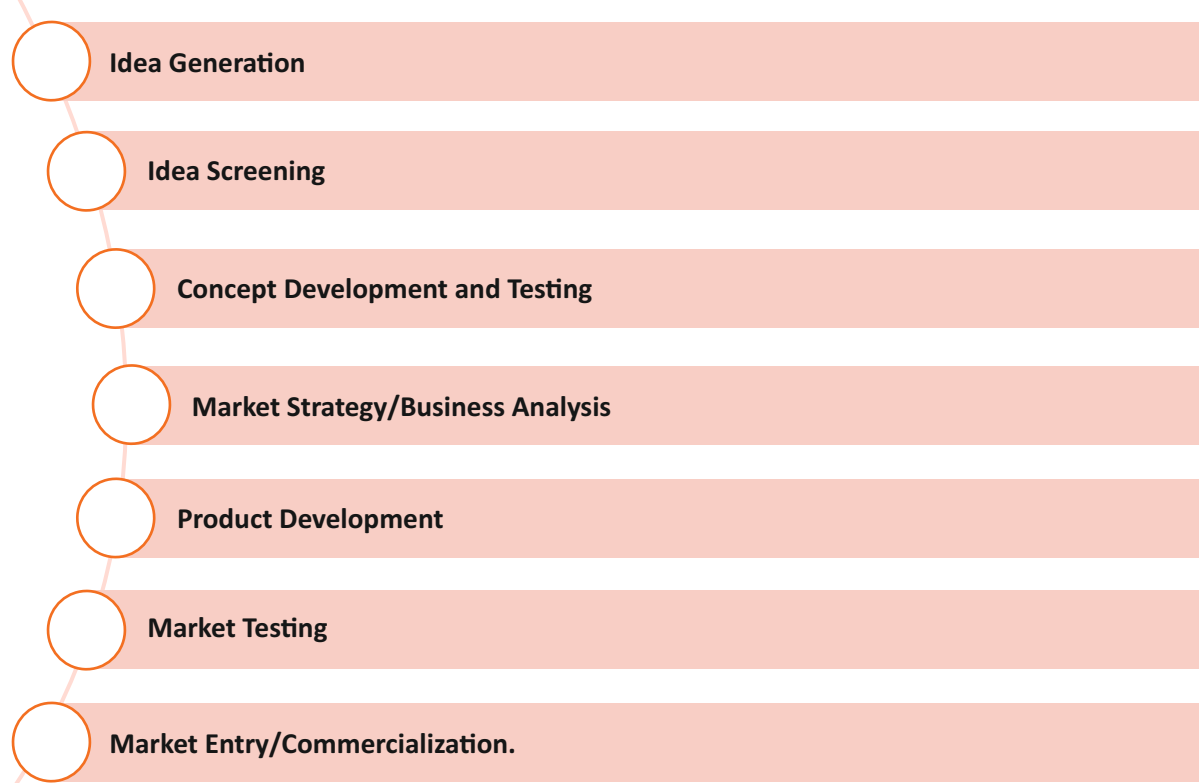 Idea Generation
Idea Screening
Concept Development and Testing
Market Strategy/Business Analysis
Product Development
Market Testing
Market Entry/Commercialization.